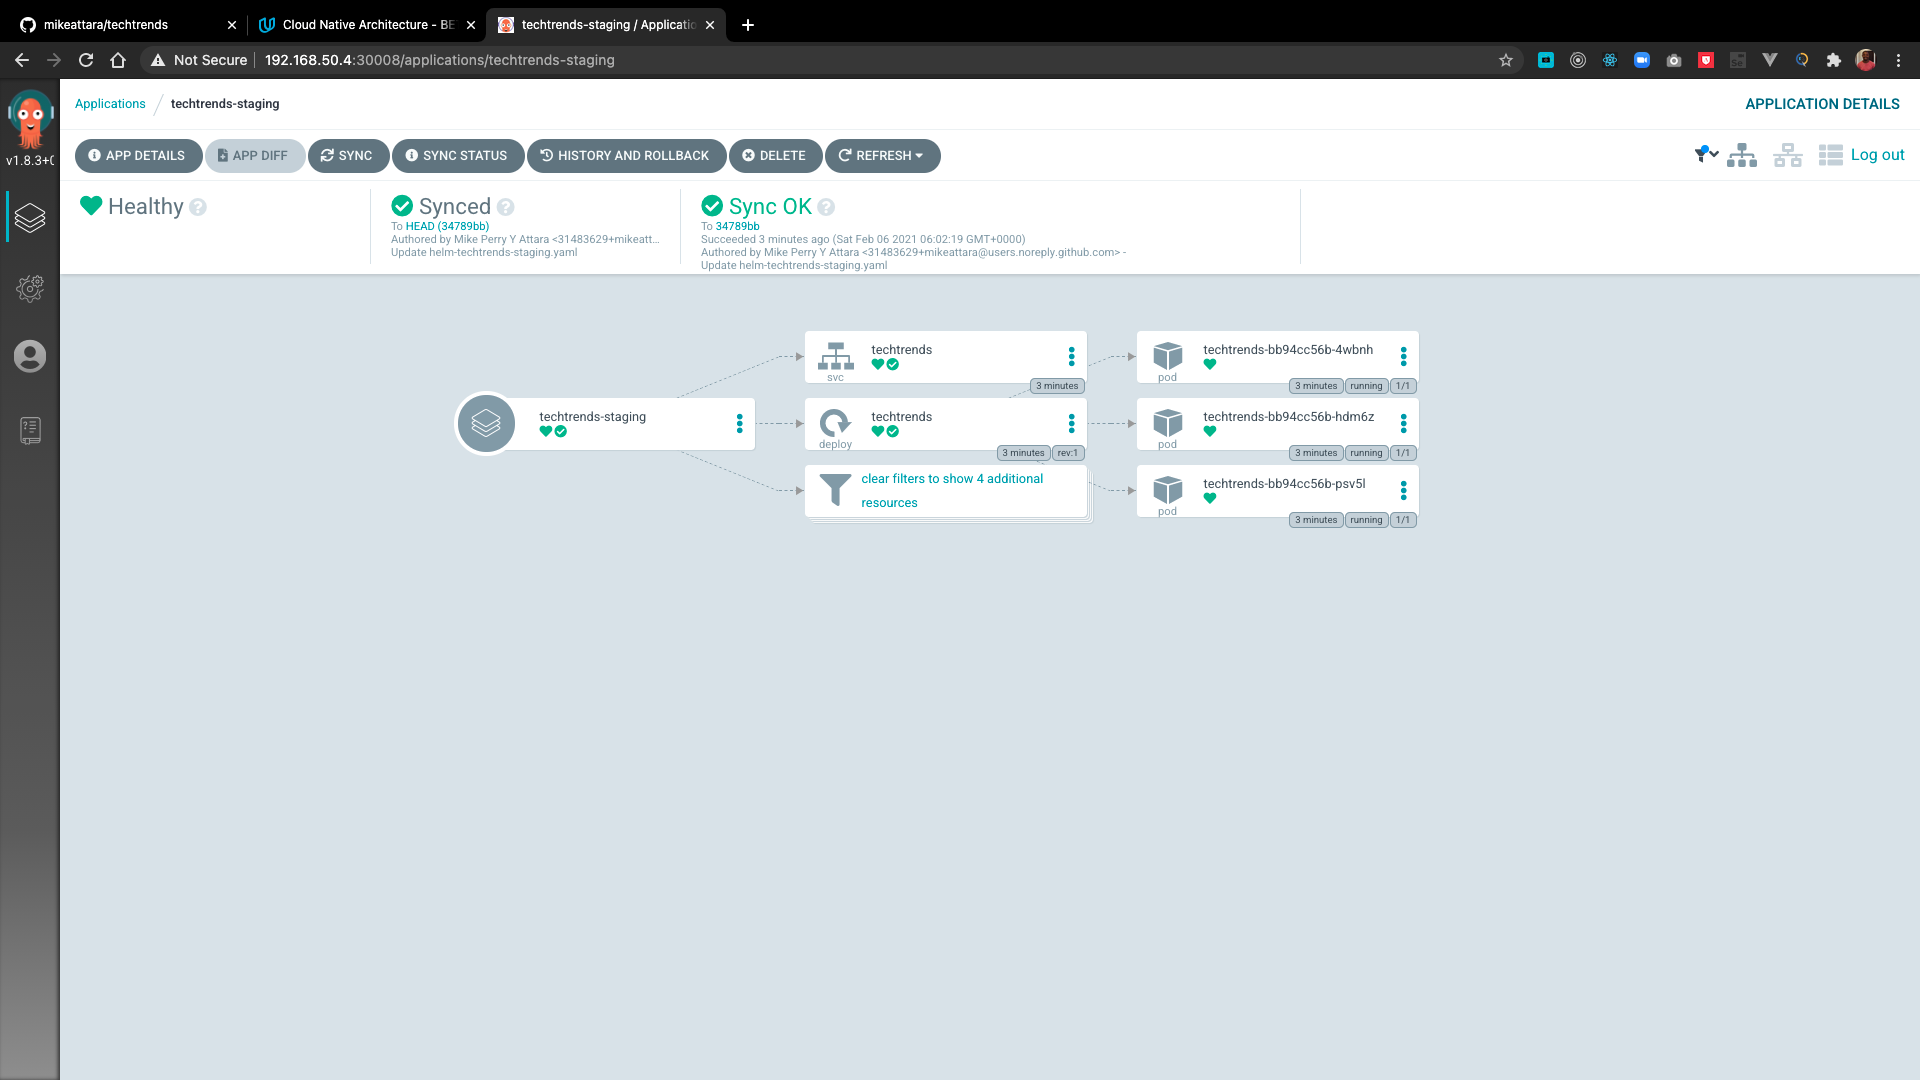 mikeattara/techtrends
Cloud Native Architecture - BE
techtrends-staging / Applicatio
Not Secure
192.168.50.4:30008/applications/techtrends-staging
v1.8.3+0
Applications
techtrends-staging
APPLICATION DETAILS
APP DETAILS
APP DIFF
SYNC
SYNC STATUS
HISTORY AND ROLLBACK
DELETE
REFRESH
Log out
Healthy
Synced
To HEAD (34789bb)
Authored by Mike Perry Y Attara <31483629+mikeatt...
Update helm-techtrends-staging.yaml
Sync OK
To 34789bb
Succeeded 3 minutes ago (Sat Feb 06 2021 06:02:19 GMT+0000)
Authored by Mike Perry Y Attara <31483629+mikeattara@users.noreply.github.com> -
Update helm-techtrends-staging.yaml
techtrends-staging
techtrends
svc
3 minutes
techtrends
deploy
3 minutes
rev:1
clear filters to show 4 additional
resources
techtrends-bb94cc56b-4wbnh
pod
3 minutes
running
1/1
techtrends-bb94cc56b-hdm6z
pod
3 minutes
running
1/1
techtrends-bb94cc56b-psv5l
pod
3 minutes
running
1/1